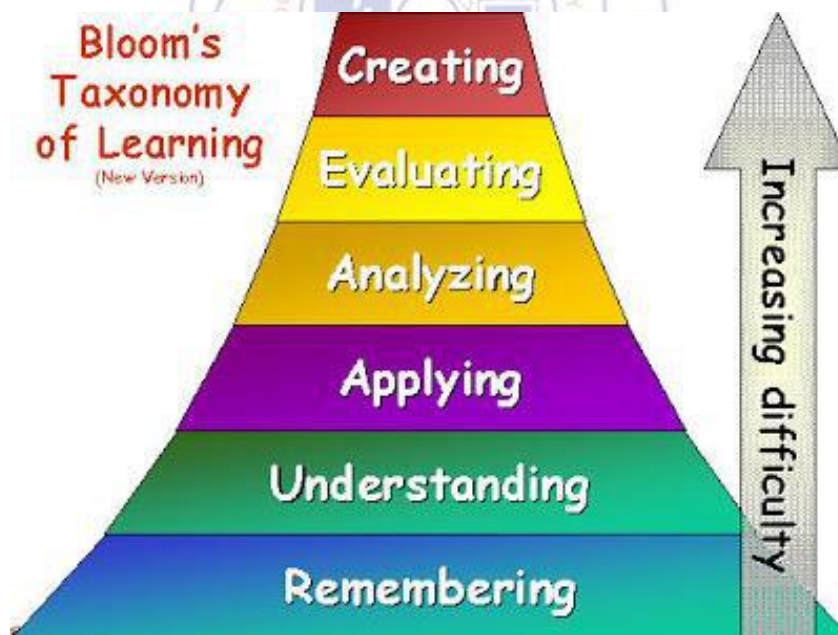 Bloom's
Taxonomy
of Learning
(New Version)
Creating
Evaluating
Analyzing
Applying
Understanding
Remembering
Increasing difficulty